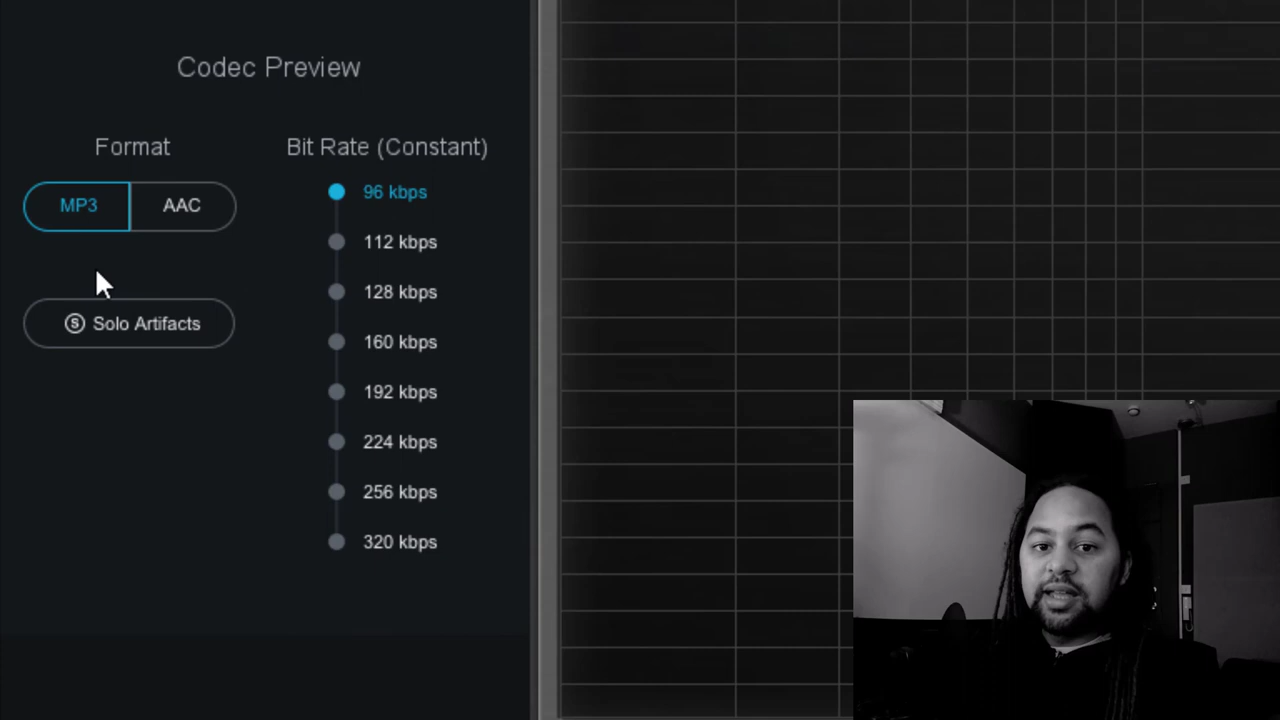 Codec Preview
Format
Bit Rate (Constant)
MP3
AAC
S Solo Artifacts
96 kbps
112 kbps
128 kbps
160 kbps
192 kbps
224 kbps
256 kbps
320 kbps